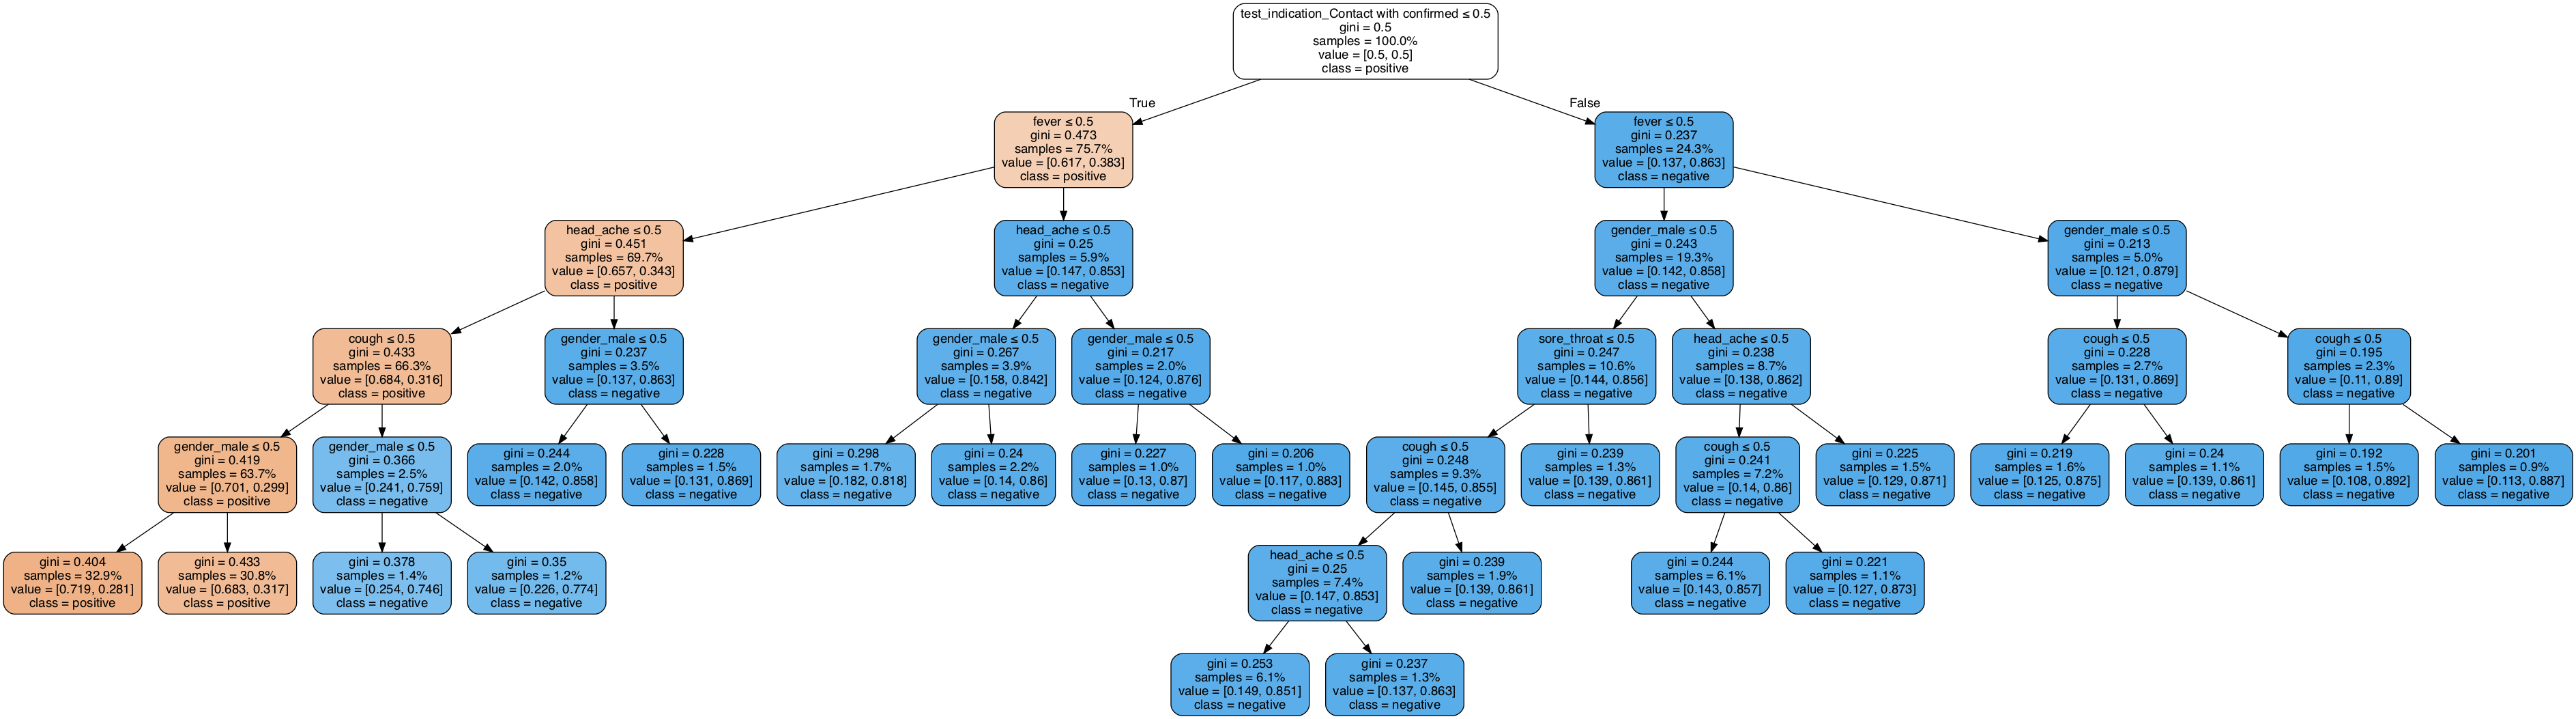 test_indication_Contact with confirmed ≤ 0.5
gini = 0.5
samples = 100.0%
value = [0.5, 0.5]
class = positive
True
False
fever ≤ 0.5
gini = 0.473
samples = 75.7%
value = [0.617, 0.383]
class = positive
fever ≤ 0.5
gini = 0.237
samples = 24.3%
value = [0.137, 0.863]
class = negative
head_ache ≤ 0.5
gini = 0.451
samples = 69.7%
value = [0.657, 0.343]
class = positive
head_ache ≤ 0.5
gini = 0.25
samples = 5.9%
value = [0.147, 0.853]
class = negative
gender_male ≤ 0.5
gini = 0.243
samples = 19.3%
value = [0.142, 0.858]
class = negative
gender_male ≤ 0.5
gini = 0.213
samples = 5.0%
value = [0.121, 0.879]
class = negative
cough ≤ 0.5
gini = 0.433
samples = 66.3%
value = [0.684, 0.316]
class = positive
gender_male ≤ 0.5
gini = 0.237
samples = 3.5%
value = [0.137, 0.863]
class = negative
gender_male ≤ 0.5
gini = 0.267
samples = 3.9%
value = [0.158, 0.842]
class = negative
gender_male ≤ 0.5
gini = 0.217
samples = 2.0%
value = [0.124, 0.876]
class = negative
sore_throat ≤ 0.5
gini = 0.247
samples = 10.6%
value = [0.144, 0.856]
class = negative
head_ache ≤ 0.5
gini = 0.238
samples = 8.7%
value = [0.138, 0.862]
class = negative
cough ≤ 0.5
gini = 0.228
samples = 2.7%
value = [0.131, 0.869]
class = negative
cough ≤ 0.5
gini = 0.195
samples = 2.3%
value = [0.11, 0.89]
class = negative
gender_male ≤ 0.5
gini = 0.419
samples = 63.7%
value = [0.701, 0.299]
class = positive
gender_male ≤ 0.5
gini = 0.366
samples = 2.5%
value = [0.241, 0.759]
class = negative
gini = 0.244
samples = 2.0%
value = [0.142, 0.858]
class = negative
gini = 0.228
samples = 1.5%
value = [0.131, 0.869]
class = negative
gini = 0.298
samples = 1.7%
value = [0.182, 0.818]
class = negative
gini = 0.24
samples = 2.2%
value = [0.14, 0.86]
class = negative
gini = 0.227
samples = 1.0%
value = [0.13, 0.87]
class = negative
gini = 0.206
samples = 1.0%
value = [0.117, 0.883]
class = negative
cough ≤ 0.5
gini = 0.248
samples = 9.3%
value = [0.145, 0.855]
class = negative
gini = 0.239
samples = 1.3%
value = [0.139, 0.861]
class = negative
cough ≤ 0.5
gini = 0.241
samples = 7.2%
value = [0.14, 0.86]
class = negative
gini = 0.225
samples = 1.5%
value = [0.129, 0.871]
class = negative
gini = 0.219
samples = 1.6%
value = [0.125, 0.875]
class = negative
gini = 0.24
samples = 1.1%
value = [0.139, 0.861]
class = negative
gini = 0.192
samples = 1.5%
value = [0.108, 0.892]
class = negative
gini = 0.201
samples = 0.9%
value = [0.113, 0.887]
class = negative
gini = 0.404
samples = 32.9%
value = [0.719, 0.281]
class = positive
gini = 0.433
samples = 30.8%
value = [0.683, 0.317]
class = positive
gini = 0.378
samples = 1.4%
value = [0.254, 0.746]
class = negative
gini = 0.35
samples = 1.2%
value = [0.226, 0.774]
class = negative
head_ache ≤ 0.5
gini = 0.25
samples = 7.4%
value = [0.147, 0.853]
class = negative
gini = 0.239
samples = 1.9%
value = [0.139, 0.861]
class = negative
gini = 0.244
samples = 6.1%
value = [0.143, 0.857]
class = negative
gini = 0.221
samples = 1.1%
value = [0.127, 0.873]
class = negative
gini = 0.253
samples = 6.1%
value = [0.149, 0.851]
class = negative
gini = 0.237
samples = 1.3%
value = [0.137, 0.863]
class = negative